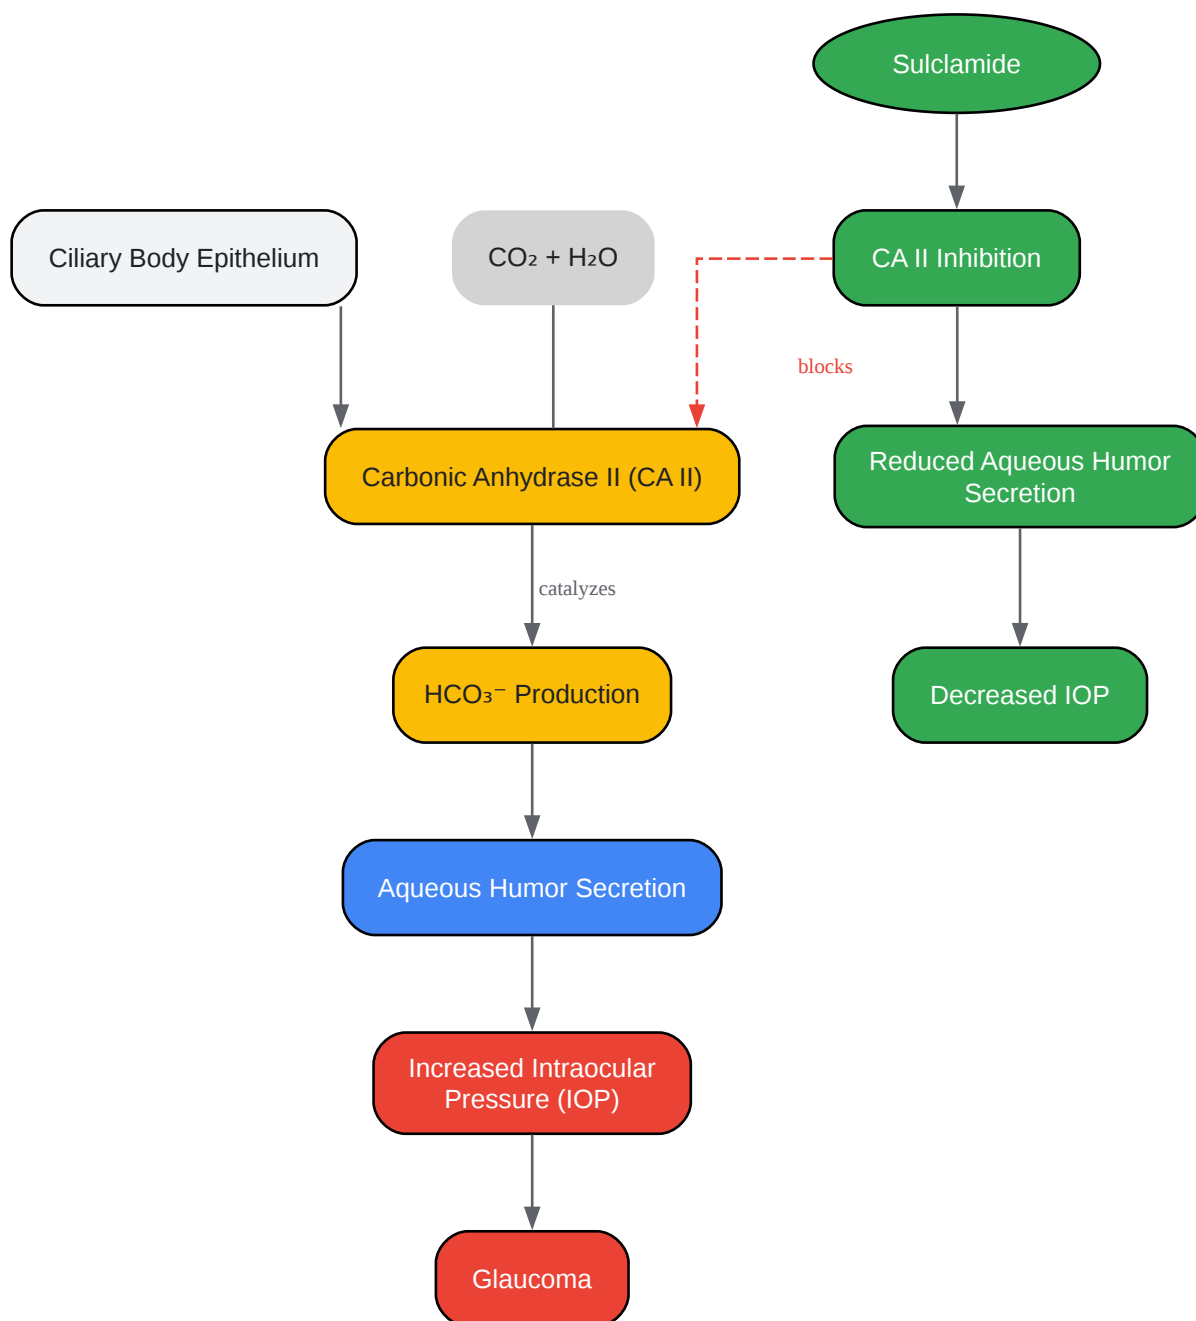 Sulclamide
Ciliary Body Epithelium
CO₂ + H₂O
CA II Inhibition
blocks
Carbonic Anhydrase II (CA II)
Reduced Aqueous Humor
Secretion
catalyzes
HCO₃⁻ Production
Decreased IOP
Aqueous Humor Secretion
Increased Intraocular
Pressure (IOP)
Glaucoma